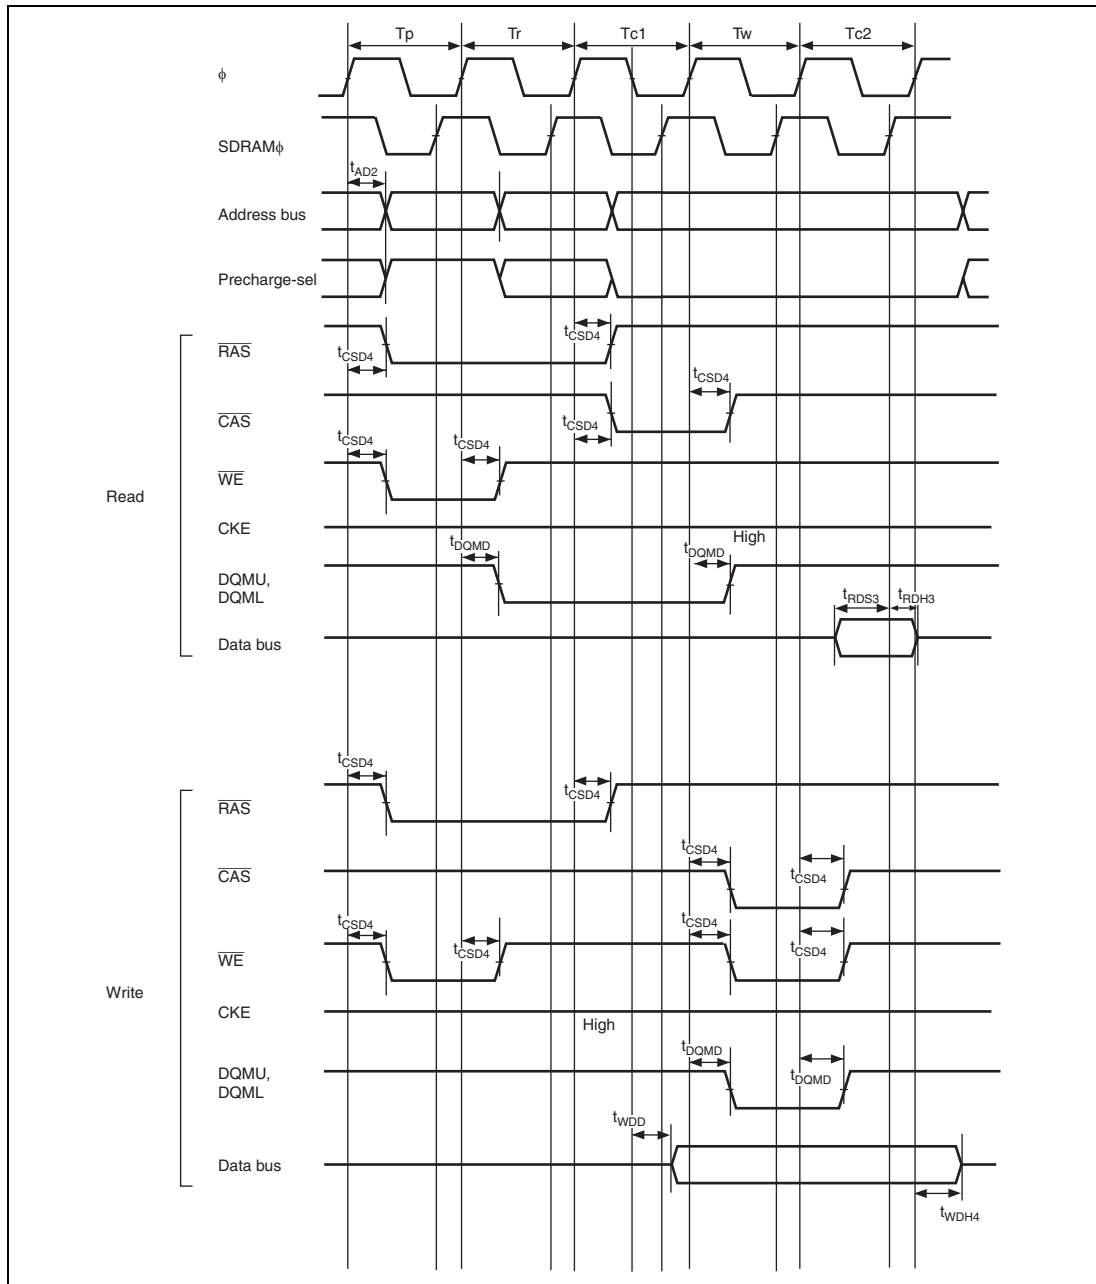 Tp Tr Tc1 Tw Tc2
ϕ
SDRAMϕ
tAD2
Address bus
Precharge-sel
tCSD4
RAS
tCSD4
tCSD4
CAS
tCSD4
tCSD4 tCSD4
WE
Read
CKE
High
tDQMD tDQMD
DQMU,
DQML
tRDS3 tRDH3
Data bus
tCSD4
tCSD4
RAS
tCSD4
CAS tCSD4
tCSD4 tCSD4
tCSD4 tCSD4
WE
Write
CKE
High
tDQMD
DQMU, tDQMD
DQML
tWDD
Data bus
tWDH4